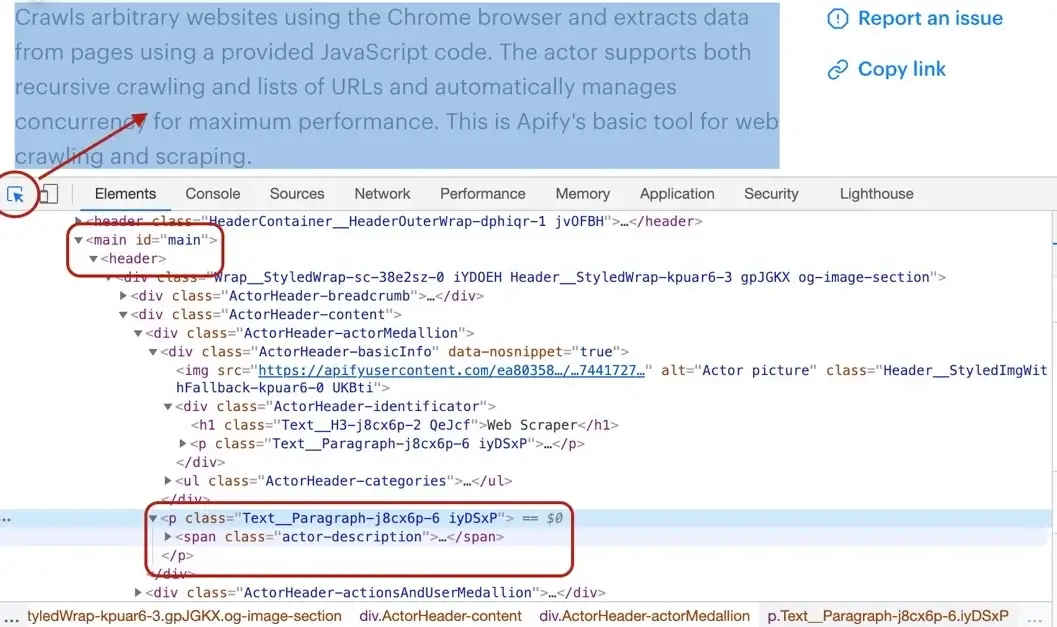 Crawls arbitrary websites using the Chrome browser and extracts data
from pages using a provided JavaScript code. The actor supports both
recursive crawling and lists of URLs and automatically manages
concurrency for maximum performance. This is Apify's basic tool for web
crawling and scraping.
Report an issue
Copy link
Elements Console Sources Network Performance Memory Application Security Lighthouse
<header class="HeaderContainer__HeaderOuterWrap-dphiqr-1 jvOFBH">…</header>
<main id="main">
<header>
<div class="Wrap__StyledWrap-sc-38e2sz-0 iYDOEH Header__StyledWrap-kpuar6-3 gpJGKX og-image-section">
<div class="ActorHeader-breadcrumb">…</div>
<div class="ActorHeader-content">
<div class="ActorHeader-actorMedallion">
<div class="ActorHeader-basicInfo" data-nosnippet="true">
<img src="https://apifyusercontent.com/ea80358…/…7441727…" alt="Actor picture" class="Header__StyledImgWit
hFallback-kpuar6-0 UKBti">
<div class="ActorHeader-identificator">
<h1 class="Text__H3-j8cx6p-2 QeJcf">Web Scraper</h1>
<p class="Text__Paragraph-j8cx6p-6 iyDSxP">…</p>
</div>
<ul class="ActorHeader-categories">…</ul>
</div>
<p class="Text__Paragraph-j8cx6p-6 iyDSxP"> == $0
<span class="actor-description">…</span>
</p>
</div>
<div class="ActorHeader-actionsAndUserMedallion">…</div>
… tyledWrap-kpuar6-3.gpJGKX.og-image-section div.ActorHeader-content div.ActorHeader-actorMedallion p.Text__Paragraph-j8cx6p-6.iyDSxP …